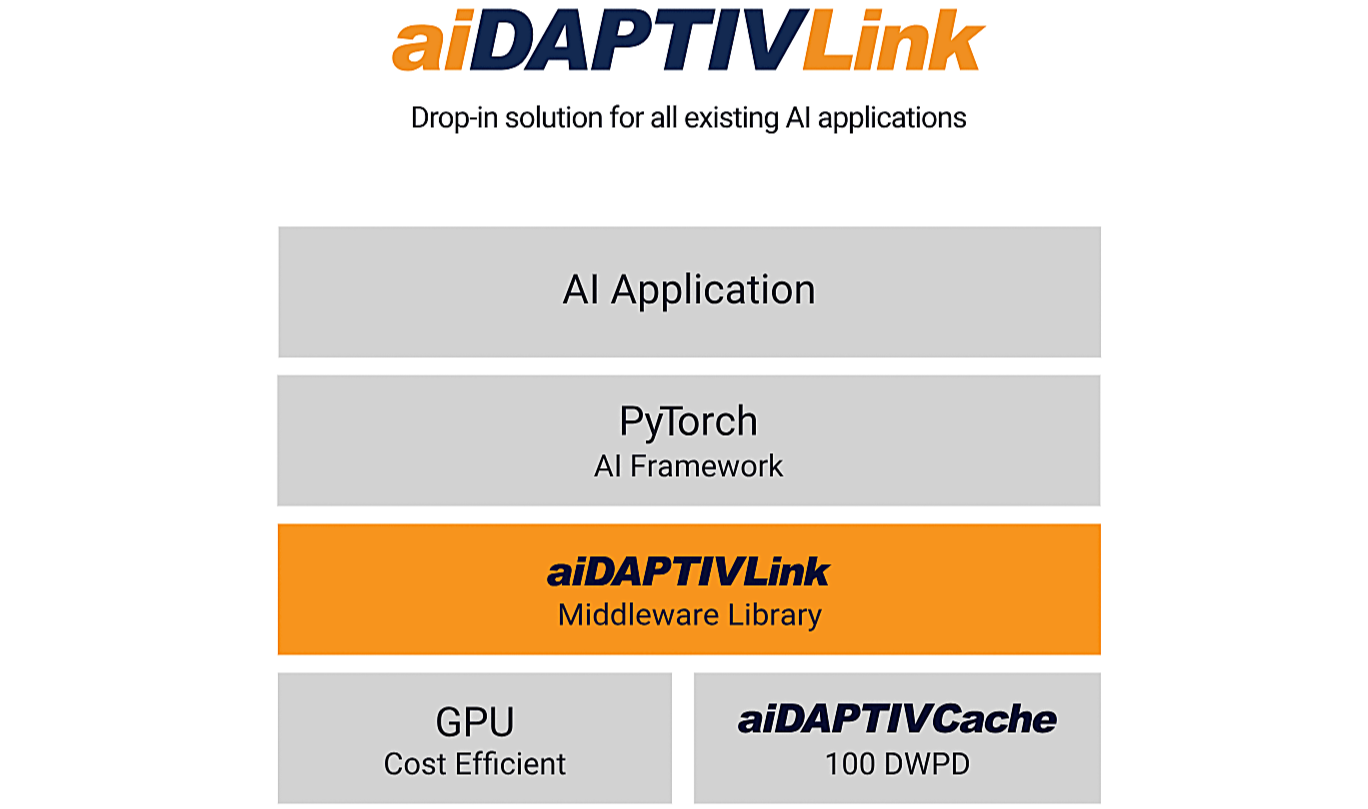 aiDAPTIVLink
Drop-in solution for all existing AI applications
AI Application
PyTorch
AI Framework
aiDAPTIVLink
Middleware Library
GPU
Cost Efficient
aiDAPTIVCache
100 DWPD